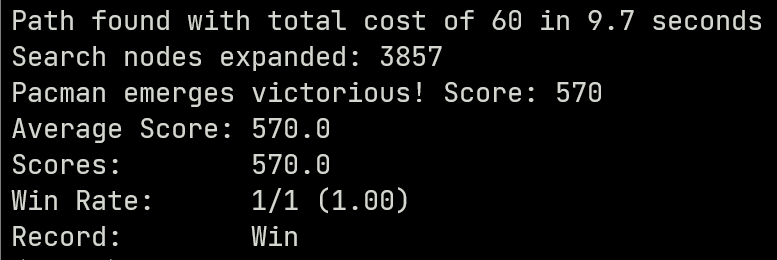 Path found with total cost of 60 in 9.7 seconds
Search nodes expanded: 3857
Pacman emerges victorious! Score: 570
Average Score: 570.0
Scores:        570.0
Win Rate:      1/1 (1.00)
Record:        Win